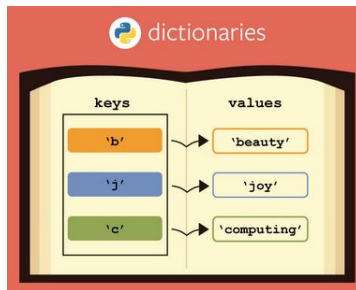 dictionaries
keys values
‘b’ ‘beauty’
‘j’ ‘joy’
‘c’ ‘computing’